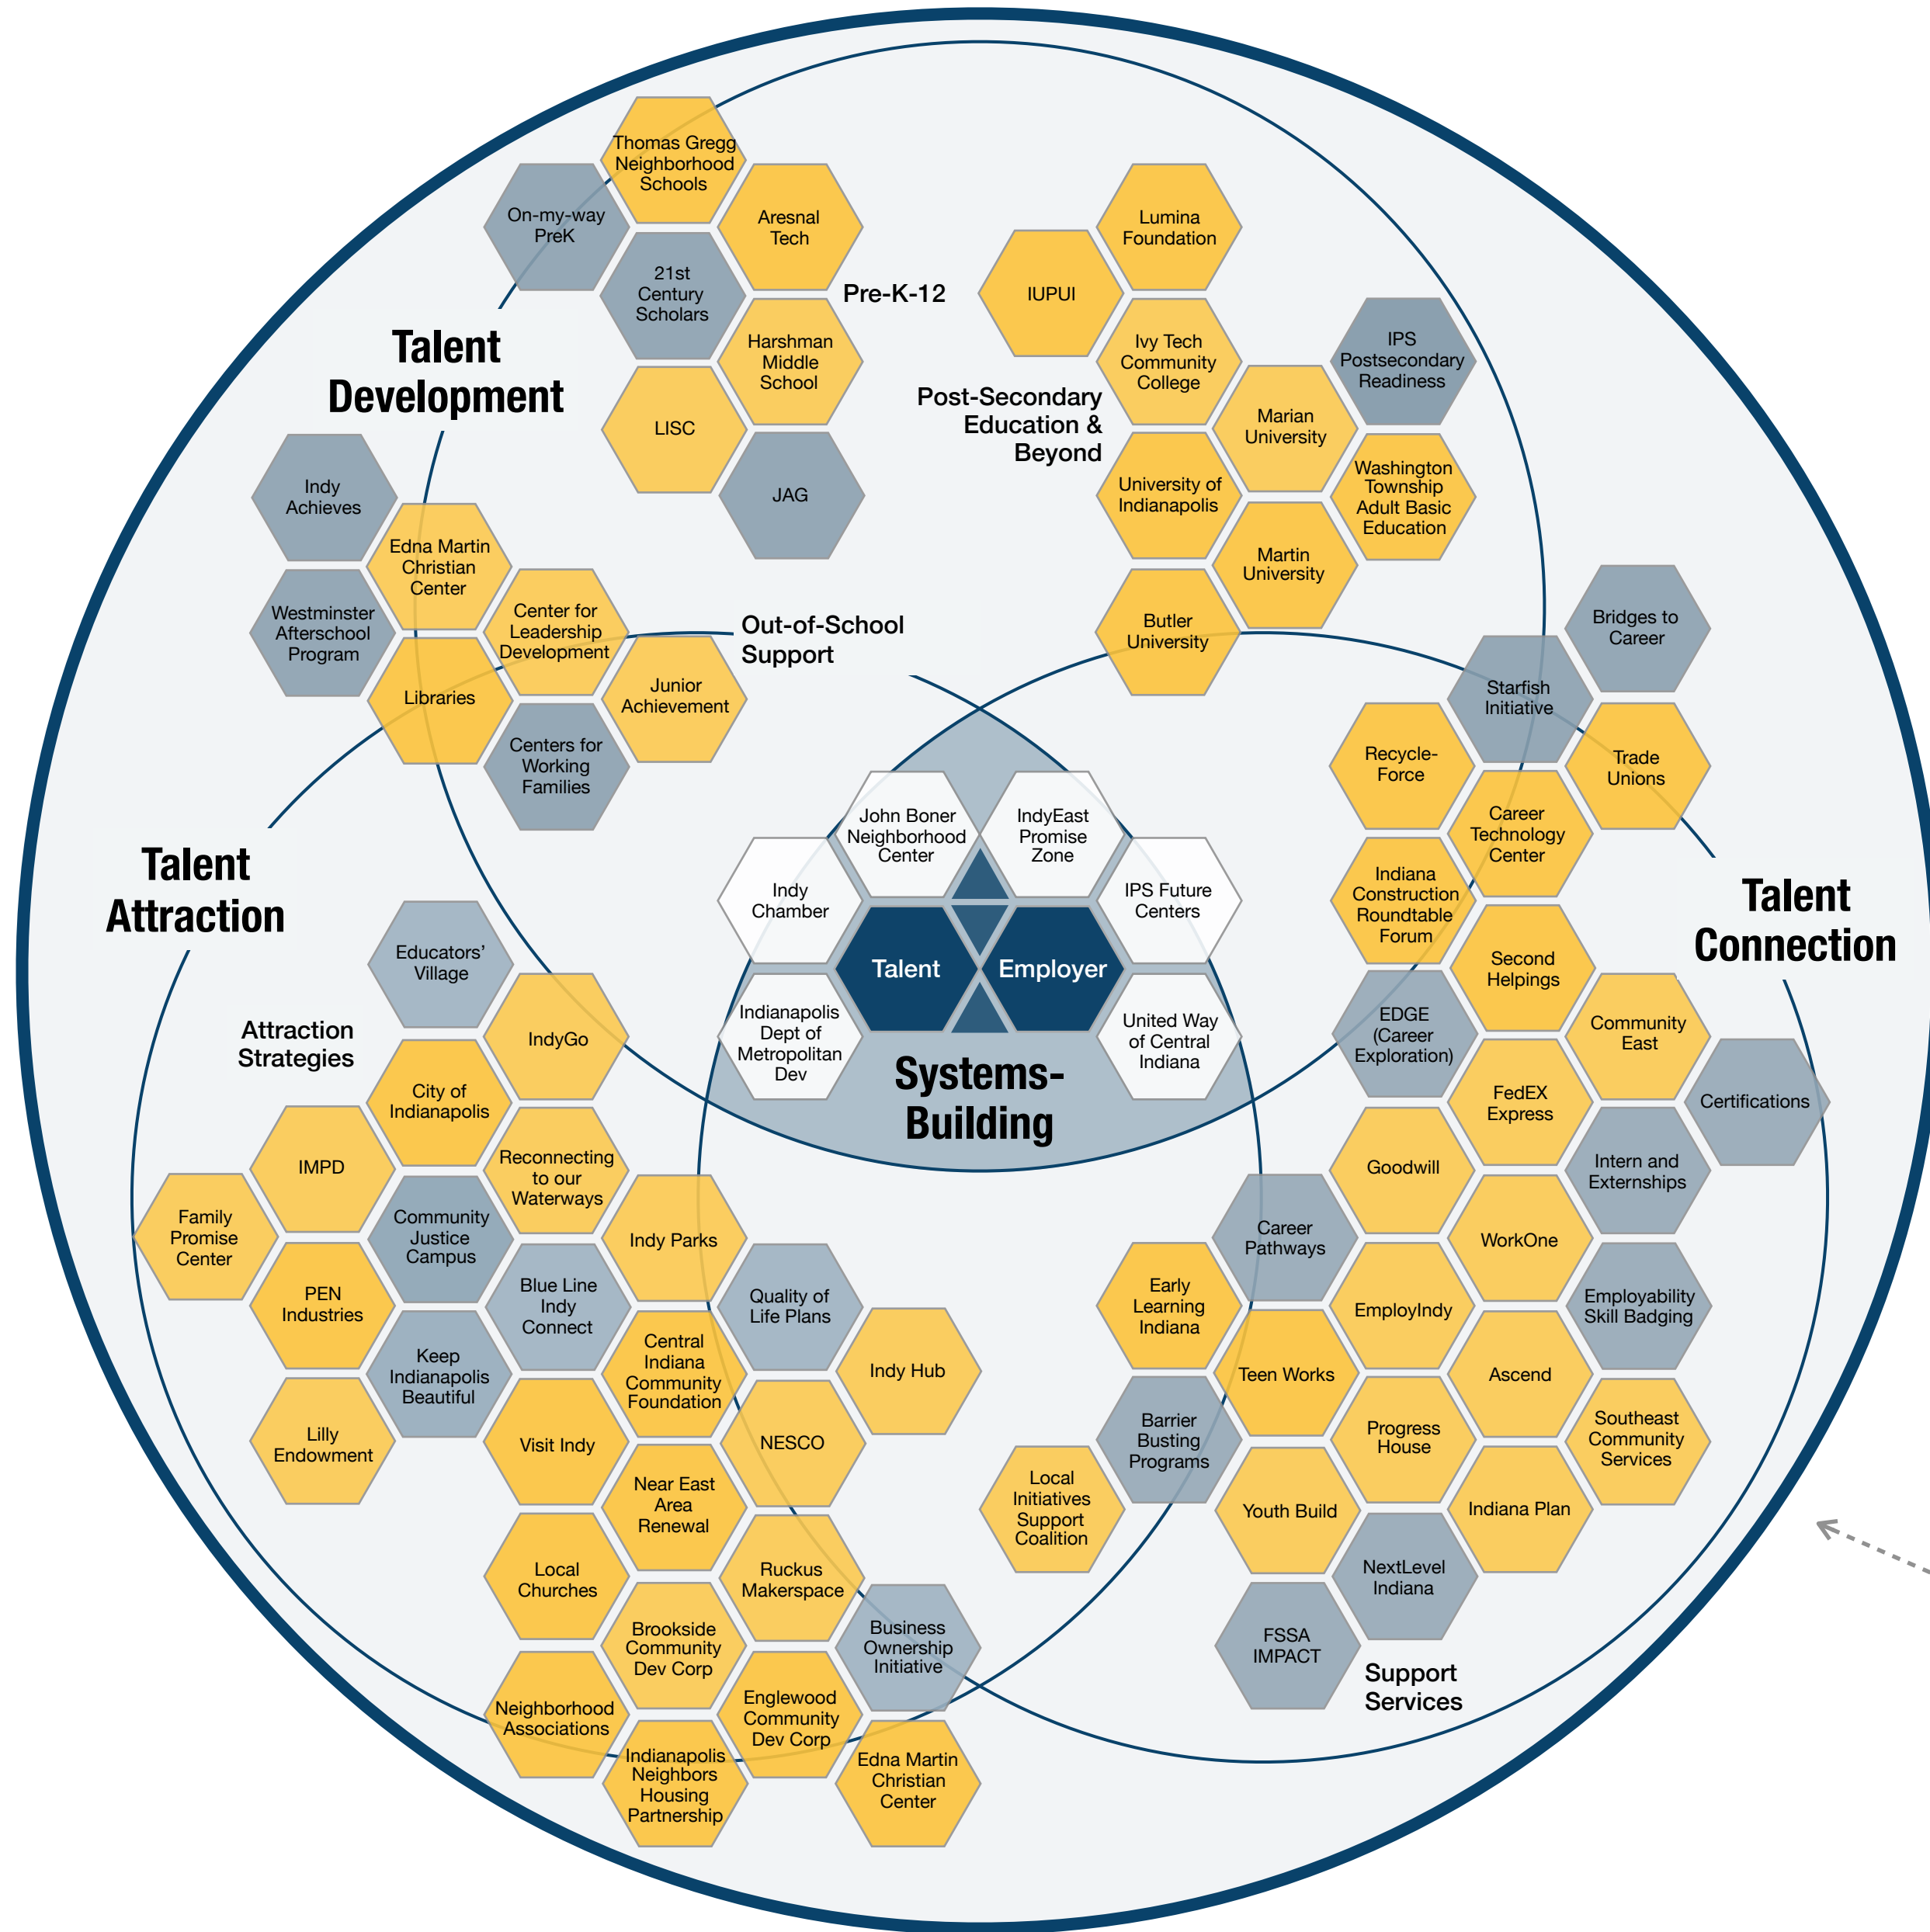 Thomas Gregg
Neighborhood
Schools
On-my-way
PreK
Aresnal
Tech
21st
Century
Scholars
Pre-K-12
Harshman
Middle
School
LISC
JAG
Talent
Development
Lumina
Foundation
IUPUI
Ivy Tech
Community
College
IPS
Postsecondary
Readiness
Post-Secondary
Education &
Beyond
Marian
University
University of
Indianapolis
Washington
Township
Adult Basic
Education
Martin
University
Butler
University
Indy
Achieves
Edna Martin
Christian
Center
Westminster
Afterschool
Program
Center for
Leadership
Development
Out-of-School
Support
Libraries
Junior
Achievement
Centers for
Working
Families
Bridges to
Career
Starfish
Initiative
Recycle-
Force
Trade
Unions
Career
Technology
Center
Indiana
Construction
Roundtable
Forum
Talent
Connection
Second
Helpings
EDGE
(Career
Exploration)
Community
East
FedEX
Express
Certifications
Goodwill
Intern and
Externships
Career
Pathways
WorkOne
Early
Learning
Indiana
EmployIndy
Employability
Skill Badging
Teen Works
Ascend
Barrier
Busting
Programs
Progress
House
Southeast
Community
Services
Local
Initiatives
Support
Coalition
Youth Build
Indiana Plan
NextLevel
Indiana
FSSA
IMPACT
Support
Services
John Boner
Neighborhood
Center
IndyEast
Promise
Zone
Indy
Chamber
IPS Future
Centers
Talent
Employer
Indianapolis
Dept of
Metropolitan
Dev
United Way
of Central
Indiana
Systems-
Building
Talent
Attraction
Educators’
Village
Attraction
Strategies
IndyGo
City of
Indianapolis
IMPD
Reconnecting
to our
Waterways
Family
Promise
Center
Community
Justice
Campus
Indy Parks
PEN
Industries
Blue Line
Indy
Connect
Quality of
Life Plans
Keep
Indianapolis
Beautiful
Central
Indiana
Community
Foundation
Indy Hub
Lilly
Endowment
Visit Indy
NESCO
Near East
Area
Renewal
Local
Churches
Ruckus
Makerspace
Brookside
Community
Dev Corp
Business
Ownership
Initiative
Neighborhood
Associations
Englewood
Community
Dev Corp
Indianapolis
Neighbors
Housing
Partnership
Edna Martin
Christian
Center